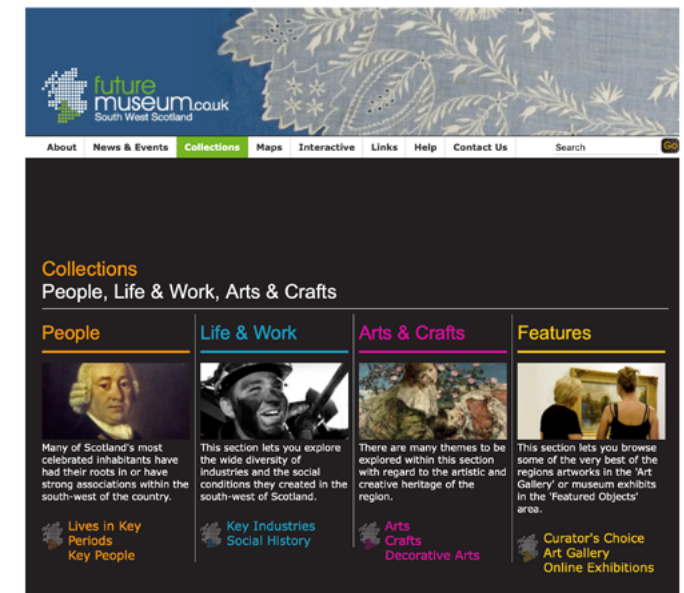 future
museum.co.uk
South West Scotland
About News & Events Collections Maps Interactive Links Help Contact Us Search Go
Collections
People, Life & Work, Arts & Crafts
People
Many of Scotland's most
celebrated inhabitants have
had their roots in or have
strong associations within the
south-west of the country.
Lives in Key
Periods
Key People
Life & Work
This section lets you explore
the wide diversity of
industries and the social
conditions they created in the
south-west of Scotland.
Key Industries
Social History
Arts & Crafts
There are many themes to be
explored within this section
with regard to the artistic and
creative heritage of the
region.
Arts
Crafts
Decorative Arts
Features
This section lets you browse
some of the very best of the
regions artworks in the 'Art
Gallery' or museum exhibits
in the 'Featured Objects'
area.
Curator's Choice
Art Gallery
Online Exhibitions